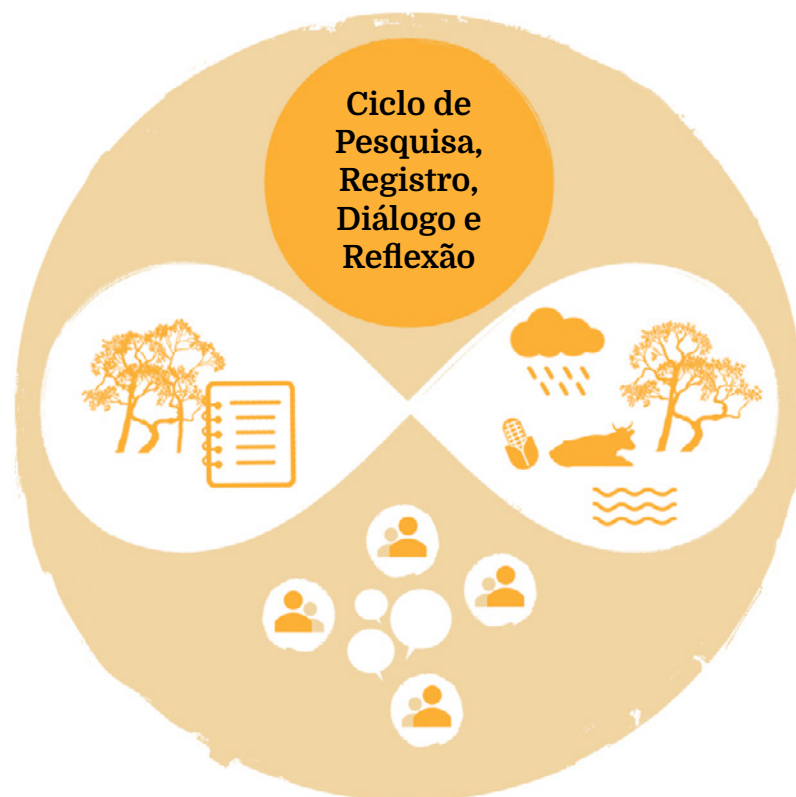 Ciclo de
Pesquisa,
Registro,
Diálogo e
Reflexão